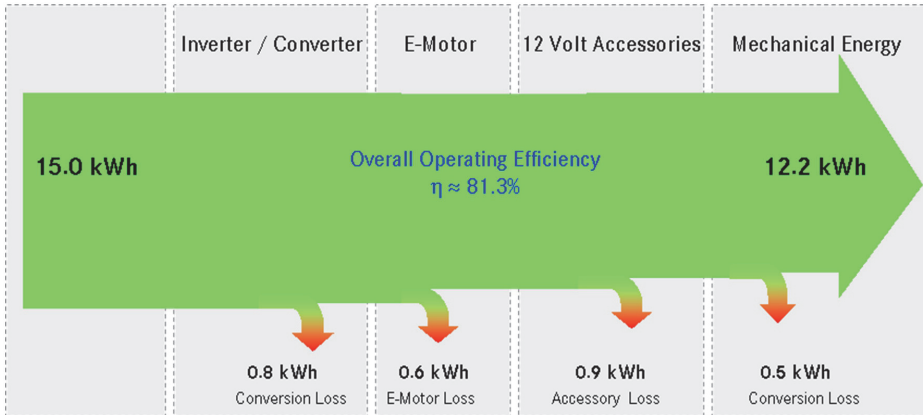 Inverter / Converter
E-Motor
12 Volt Accessories
Mechanical Energy
15.0 kWh
Overall Operating Efficiency
η ≈ 81.3%
12.2 kWh
0.8 kWh
Conversion Loss
0.6 kWh
E-Motor Loss
0.9 kWh
Accessory Loss
0.5 kWh
Conversion Loss